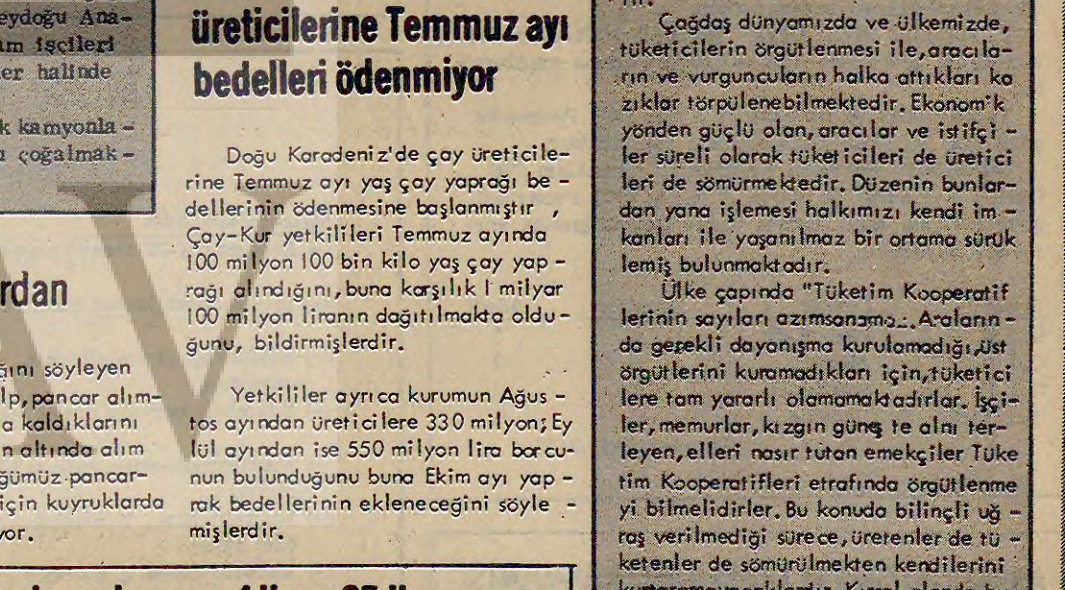 eydoğu Ana-
ım işçileri
er halinde
k kamyonla -
ı çoğalmak -
rdan
ğını söyleyen
lp, pancar alım-
a kaldıklarını
n altında alım
ğümüz pancar-
için kuyruklarda
yor.
üreticilerine Temmuz ayı
bedelleri ödenmiyor
Doğu Karadeniz'de çay üreticile-
rine Temmuz ayı yaş çay yaprağı be -
dellerinin ödenmesine başlanmıştır ,
Çay-Kur yetkilileri Temmuz ayında
100 milyon 100 bin kilo yaş çay yap -
rağı alındığını, buna karşılık 1 milyar
100 milyon liranın dağıtılmakta oldu-
ğunu, bildirmişlerdir.
Yetkililer ayrıca kurumun Ağus -
tos ayından üreticilere 330 milyon; Ey
lül ayından ise 550 milyon lira borcu-
nun bulunduğunu buna Ekim ayı yap -
rak bedellerinin ekleneceğini söyle -
mişlerdir.
Çağdaş dünyamızda ve ülkemizde,
tüketicilerin örgütlenmesi ile, aracıla-
rın ve vurguncuların halka attıkları ka
zıklar törpülenebilmektedir. Ekonomik
yönden güçlü olan, aracılar ve istifçi -
ler süreli olarak tüketicileri de üretici
leri de sömürmektedir. Düzenin bunlar-
dan yana işlemesi halkımızı kendi im -
kanları ile yaşanılmaz bir ortama sürük
lemiş bulunmaktadır.
Ülke çapında "Tüketim Kooperatif
lerinin sayıları Araların -
da gerekli dayanışma kurulamadığı, üst
örgütlerini kuramadıkları için, tüketici
lere tam yararlı olamamaktadırlar. İşçi-
ler, memurlar, kızgın güneş te alnı ter-
leyen, elleri nasır tutan emekçiler Tüke
tim Kooperatifleri etrafında örgütlenme
yi bilmelidirler. Bu konuda bilinçli uğ -
raş verilmediği sürece, üretenler de tü -
ketenler de sömürülmekten kendilerini